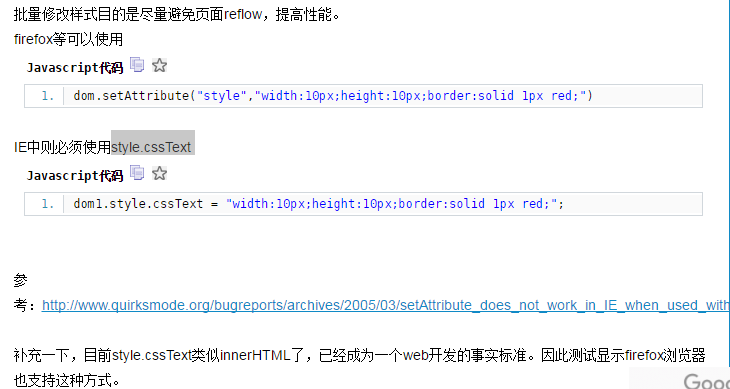 批量修改样式目的是尽量避免页面reflow，提高性能。
firefox等可以使用
Javascript代码
1. dom.setAttribute("style","width:10px;height:10px;border:solid 1px red;")
IE中则必须使用style.cssText
Javascript代码
1. dom1.style.cssText = "width:10px;height:10px;border:solid 1px red;";
参
考：http://www.quirksmode.org/bugreports/archives/2005/03/setAttribute_does_not_work_in_IE_when_used_with
补充一下，目前style.cssText类似innerHTML了，已经成为一个web开发的事实标准。因此测试显示firefox浏览器
也支持这种方式。